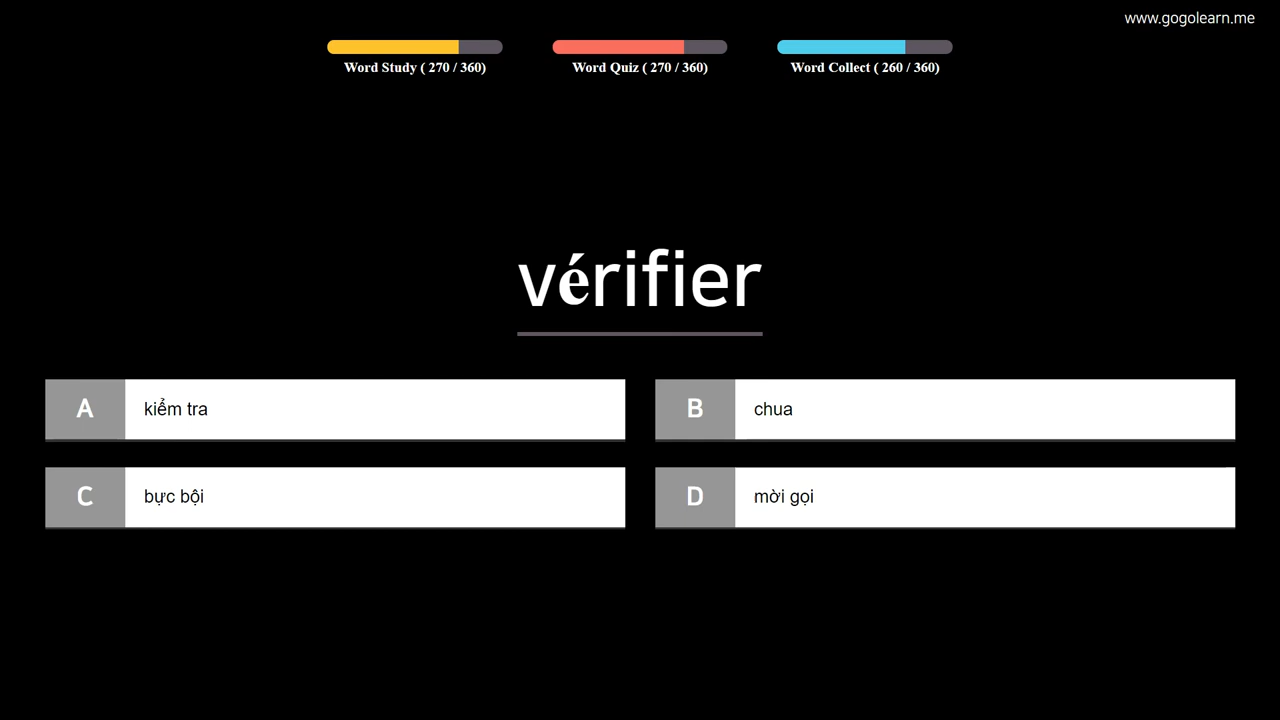 www.gogolearn.me
Word Study ( 270 / 360)
Word Quiz ( 270 / 360)
Word Collect ( 260 / 360)
vérifier
A kiểm tra
B chua
C bực bội
D mời gọi